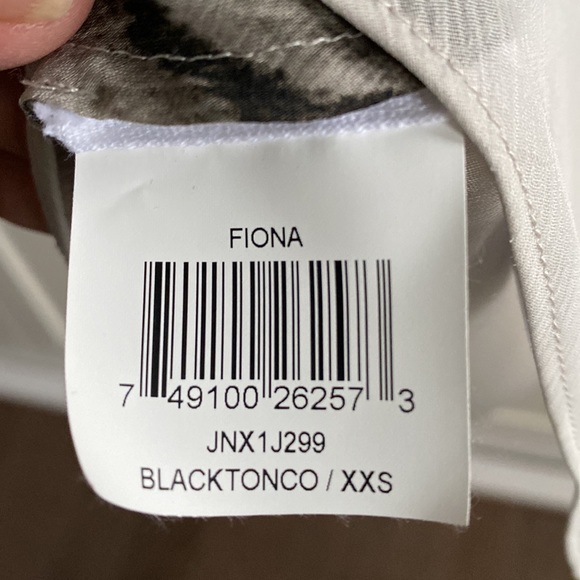 FIONA
7 49100 26257 3
JNX1J299
BLACKTONCO / XXS